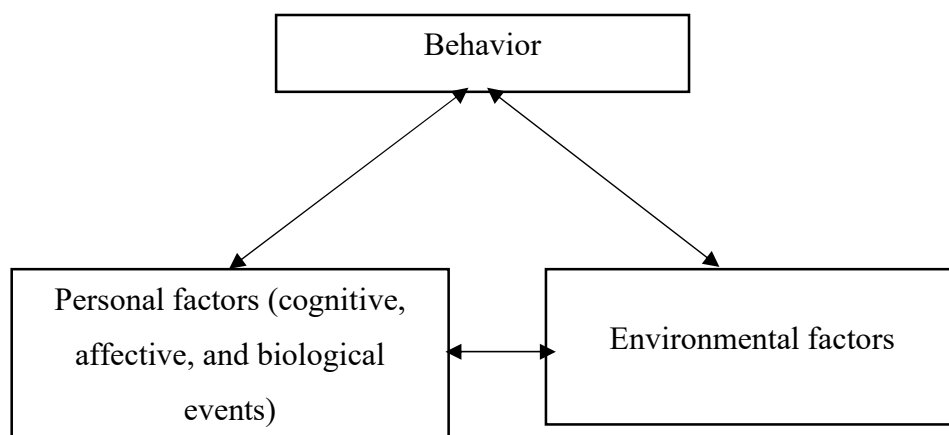 Behavior
Personal factors (cognitive,
affective, and biological
events)
Environmental factors